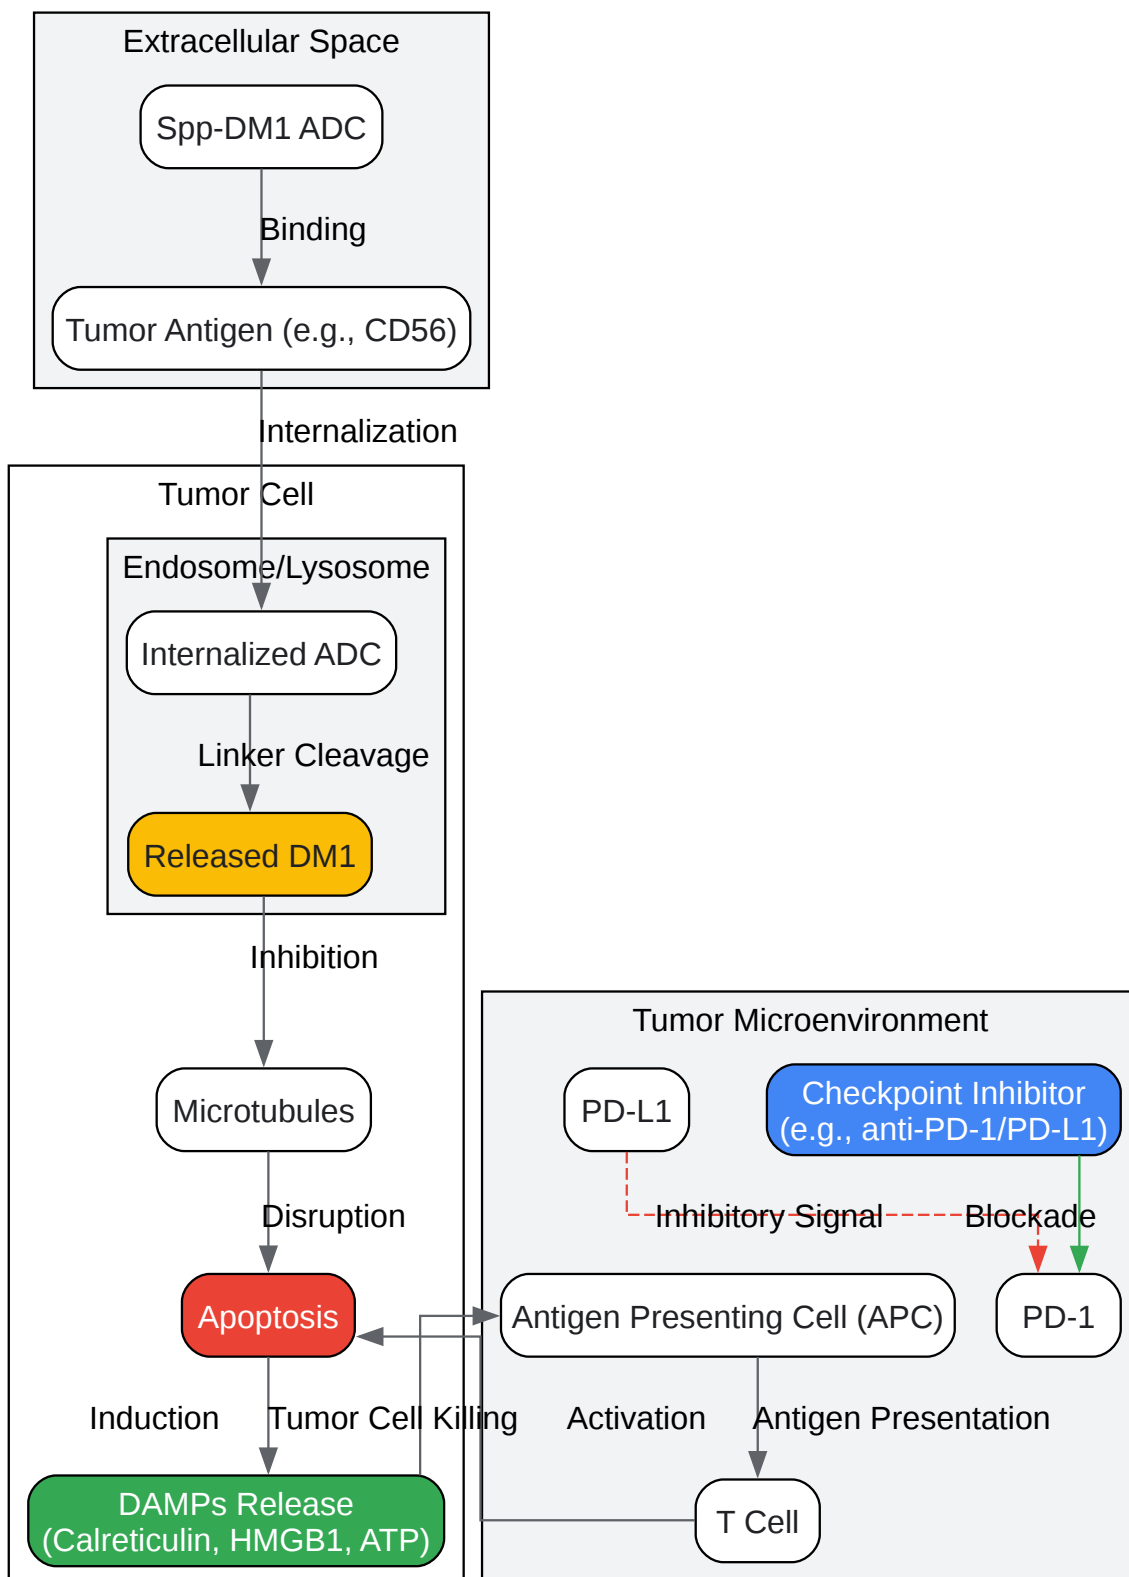 Extracellular Space
Spp-DM1 ADC
Binding
Tumor Antigen (e.g., CD56)
Internalization
Tumor Cell
Endosome/Lysosome
Internalized ADC
Linker Cleavage
Released DM1
Inhibition
Microtubules
Disruption
Apoptosis
Induction
Tumor Cell Killing
DAMPs Release
(Calreticulin, HMGB1, ATP)
Tumor Microenvironment
PD-L1
Checkpoint Inhibitor
(e.g., anti-PD-1/PD-L1)
Inhibitory Signal
Blockade
Antigen Presenting Cell (APC)
PD-1
Activation
Antigen Presentation
T Cell